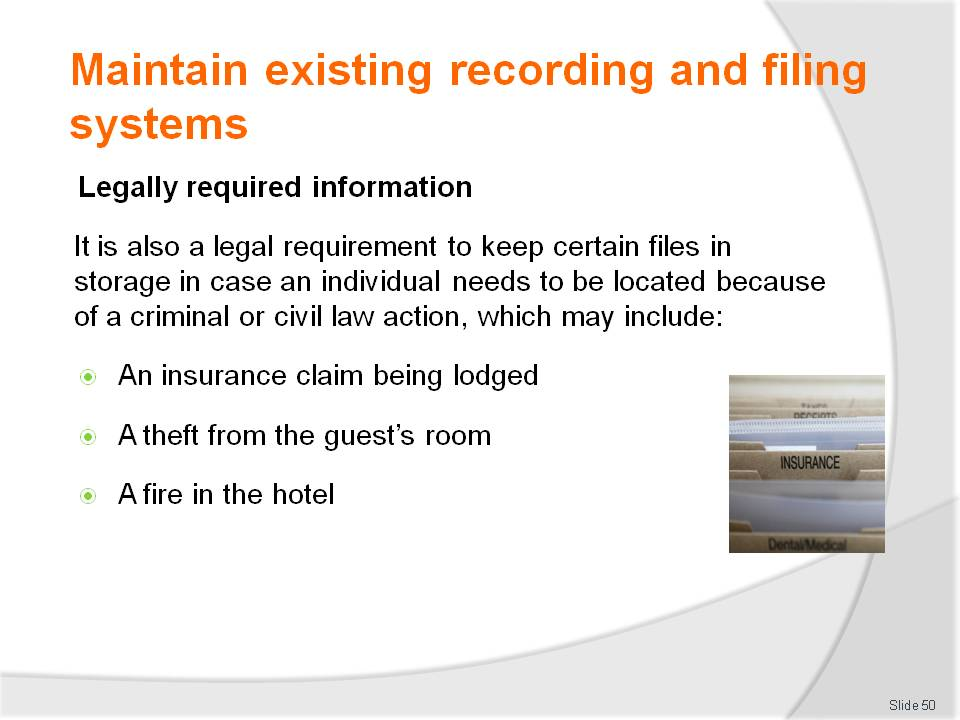 Maintain existing recording and filing
systems
Legally required information
It is also a legal requirement to keep certain files in
storage in case an individual needs to be located because
of a criminal or civil law action, which may include:
An insurance claim being lodged
A theft from the guest's room
A fire in the hotel
RECEIPTS
INSURANCE
Dental/Medical
Slide 50